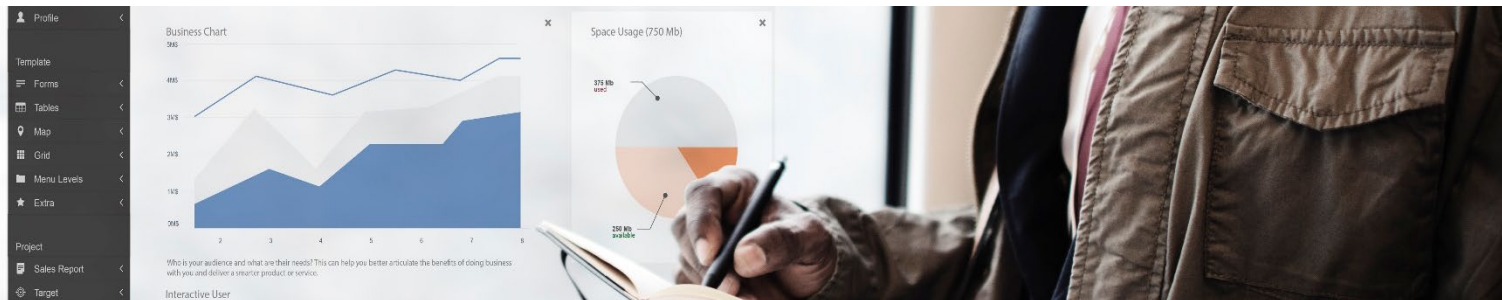 Profile
Template
Forms
Tables
Map
Grid
Menu Levels
Extra
Project
Sales Report
Target
Business Chart
5M$
4M$
3M$
2M$
1M$
0M$
2 3 4 5 6 7 8
Who is your audience and what are their needs? This can help you better articulate the benefits of doing business
with you and deliver a smarter product or service.
Interactive User
Space Usage (750 Mb)
375 Mb
used
250 Mb
available